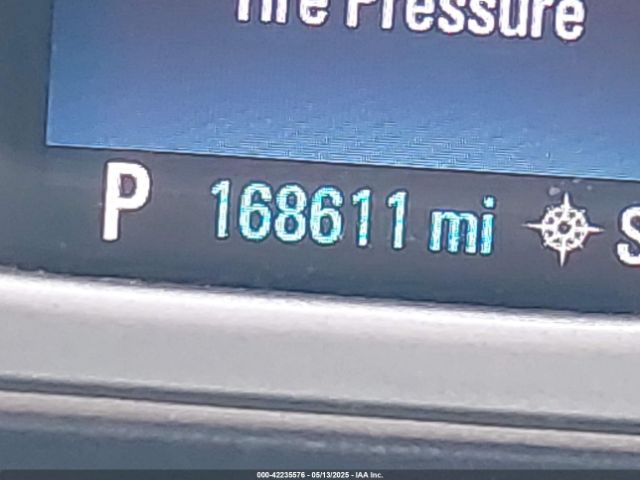 Tire Pressure
P 168611 mi S
000-42235576 - 05/13/2025 - IAA Inc.